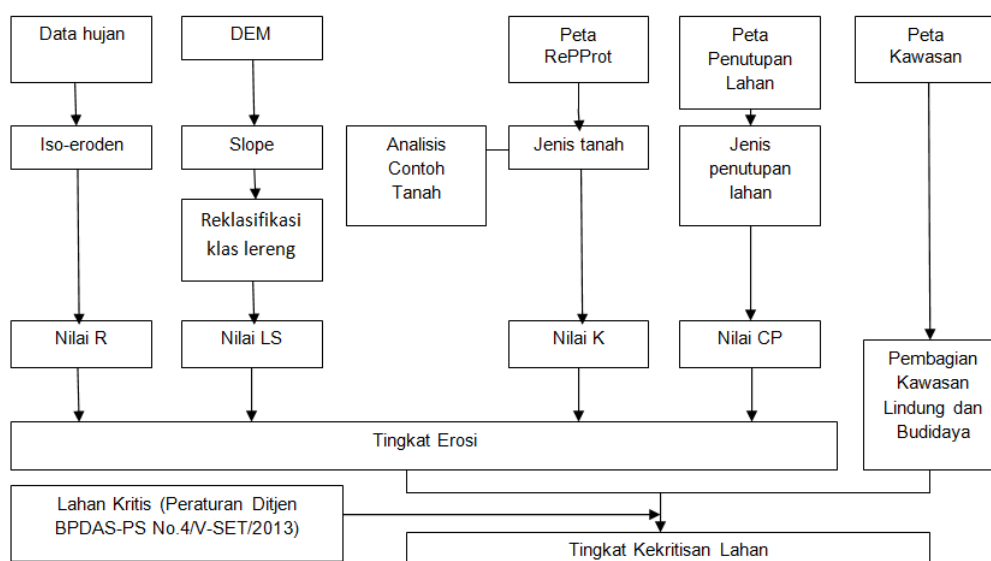 Data hujan
DEM
Peta
RePProt
Peta
Penutupan
Lahan
Peta
Kawasan
Iso-eroden
Slope
Analisis
Contoh
Tanah
Jenis tanah
Jenis
penutupan
lahan
Reklasifikasi
klas lereng
Nilai R
Nilai LS
Nilai K
Nilai CP
Pembagian
Kawasan
Lindung dan
Budidaya
Tingkat Erosi
Lahan Kritis (Peraturan Ditjen
BPDAS-PS No.4/V-SET/2013)
Tingkat Kekritisan Lahan